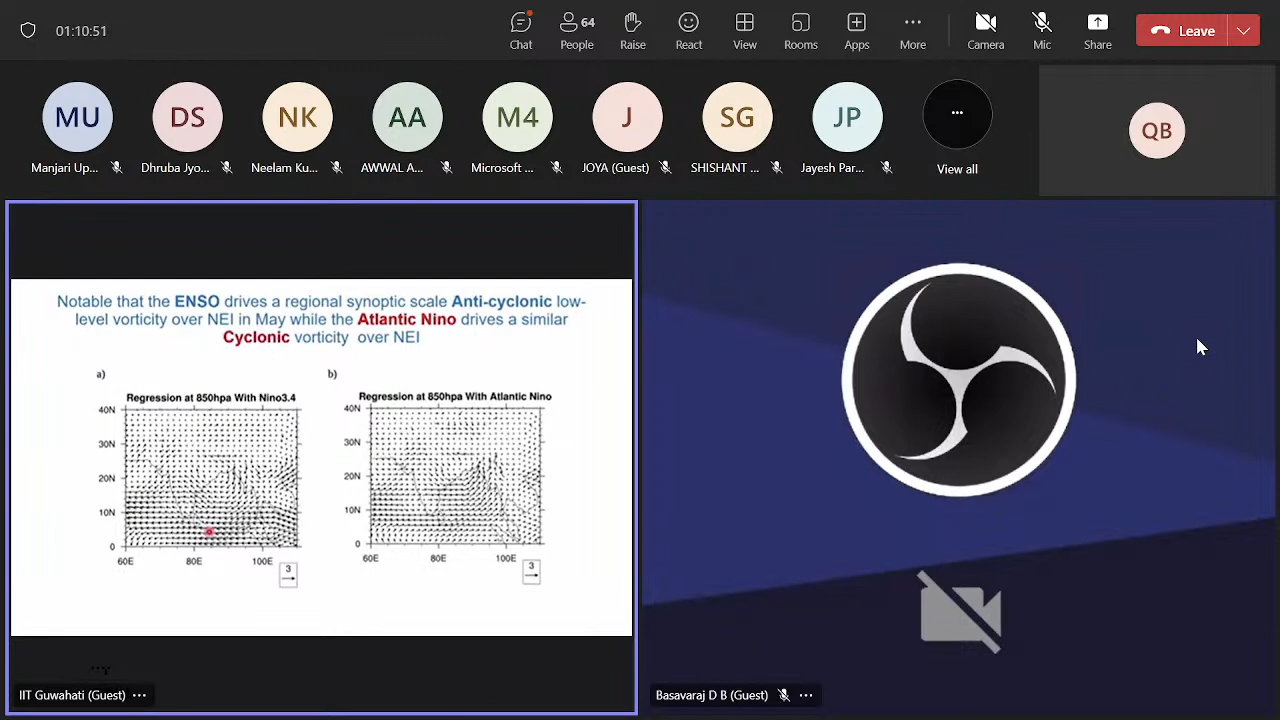 01:10:51
Chat
64
People
Raise
React
View
Rooms
Apps
More
Camera
Mic
Share
Leave
MU
DS
NK
AA
M4
J
SG
JP
QB
Manjari Up...
Dhruba Jyo...
Neelam Ku...
AWWAL A...
Microsoft ...
JOYA (Guest)
SHISHANT ...
Jayesh Par...
View all
Notable that the ENSO drives a regional synoptic scale Anti-cyclonic low-
level vorticity over NEI in May while the Atlantic Nino drives a similar
Cyclonic vorticity over NEI
a)
Regression at 850hpa With Nino3.4
40N
30N
20N
10N
0
60E
80E
100E
3
b)
Regression at 850hpa With Atlantic Nino
40N
30N
20N
10N
0
60E
80E
100E
3
IIT Guwahati (Guest)
Basavaraj D B (Guest)